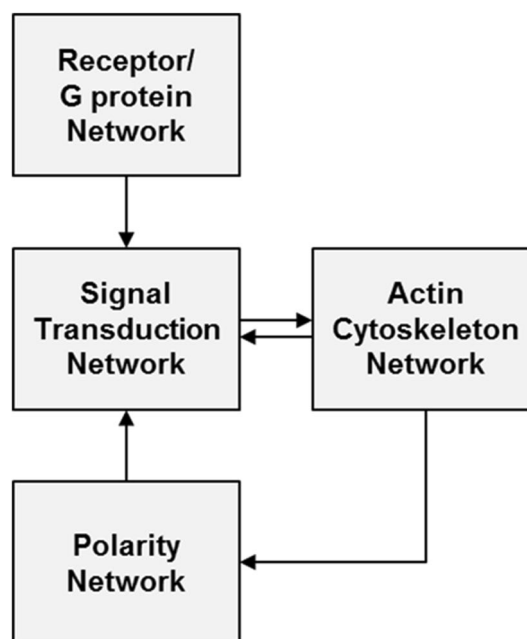 Receptor/
G protein
Network
Signal
Transduction
Network
Actin
Cytoskeleton
Network
Polarity
Network